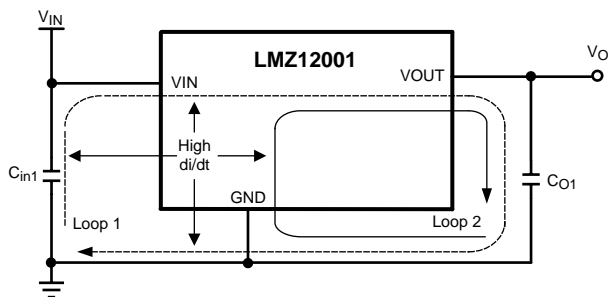 VIN
LMZ12001
VO
VIN
VOUT
High
di/dt
Cin1
CO1
GND
Loop 1
Loop 2